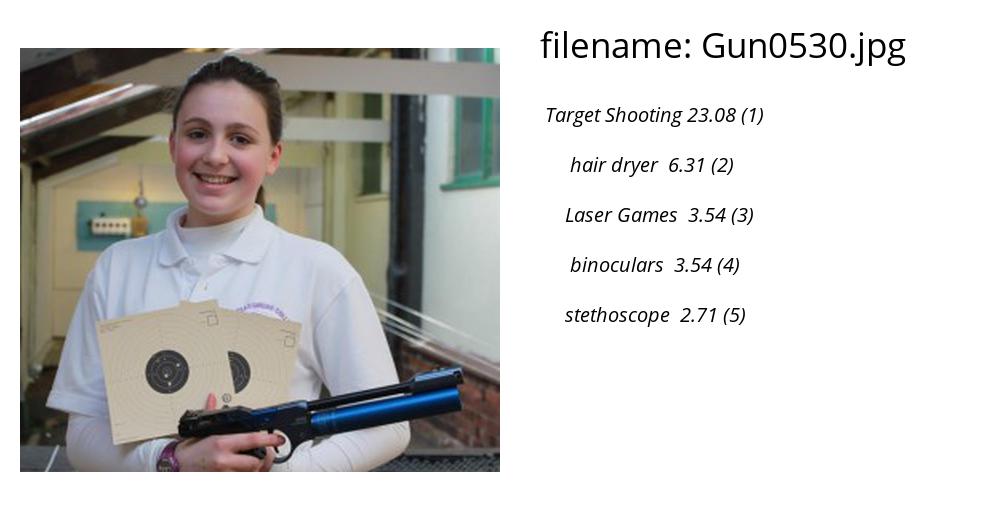 filename: Gun0530.jpg
Target Shooting 23.08 (1)
hair dryer 6.31 (2)
Laser Games 3.54 (3)
binoculars 3.54 (4)
stethoscope 2.71 (5)